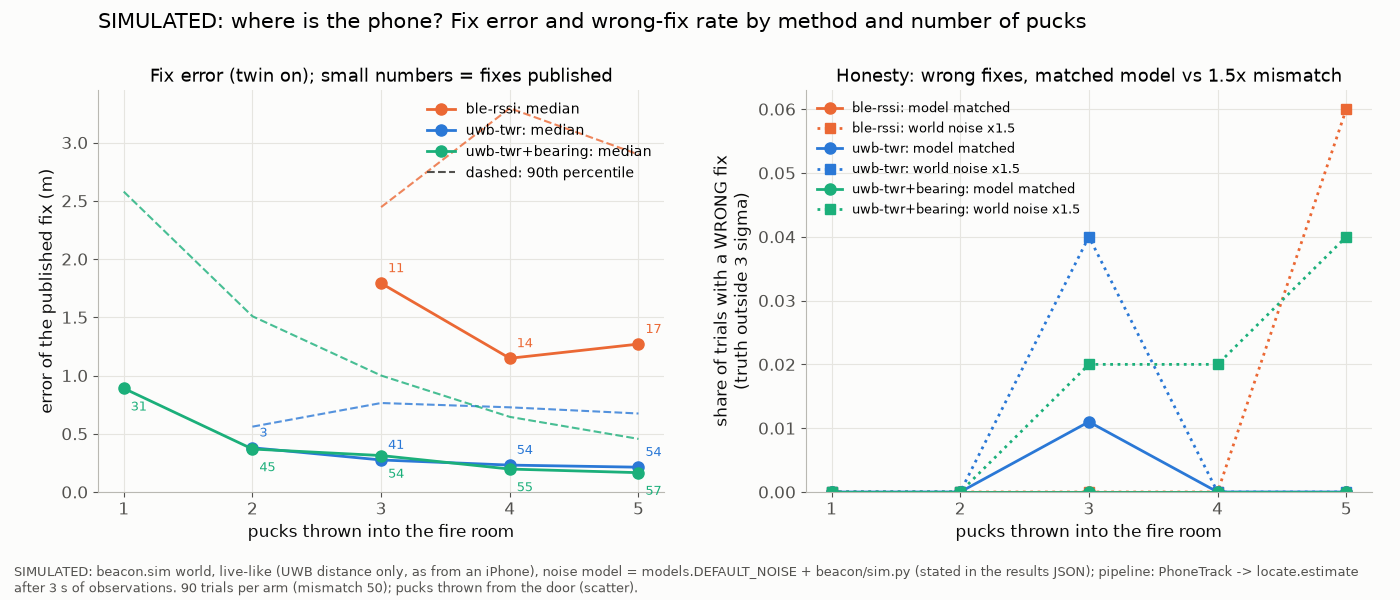 SIMULATED: where is the phone? Fix error and wrong-fix rate by method and number of pucks
Fix error (twin on); small numbers = fixes published
error of the published fix (m)
3.0
2.5
2.0
1.5
1.0
0.5
0.0
ble-rssi: median
uwb-twr: median
uwb-twr+bearing: median
dashed: 90th percentile
11
14
17
31
3
41
54
54
45
54
55
57
1 2 3 4 5
pucks thrown into the fire room
Honesty: wrong fixes, matched model vs 1.5x mismatch
share of trials with a WRONG fix
(truth outside 3 sigma)
0.06
0.05
0.04
0.03
0.02
0.01
0.00
ble-rssi: model matched
ble-rssi: world noise x1.5
uwb-twr: model matched
uwb-twr: world noise x1.5
uwb-twr+bearing: model matched
uwb-twr+bearing: world noise x1.5
1 2 3 4 5
pucks thrown into the fire room
SIMULATED: beacon.sim world, live-like (UWB distance only, as from an iPhone), noise model = models.DEFAULT_NOISE + beacon/sim.py (stated in the results JSON); pipeline: PhoneTrack -> locate.estimate
after 3 s of observations. 90 trials per arm (mismatch 50); pucks thrown from the door (scatter).